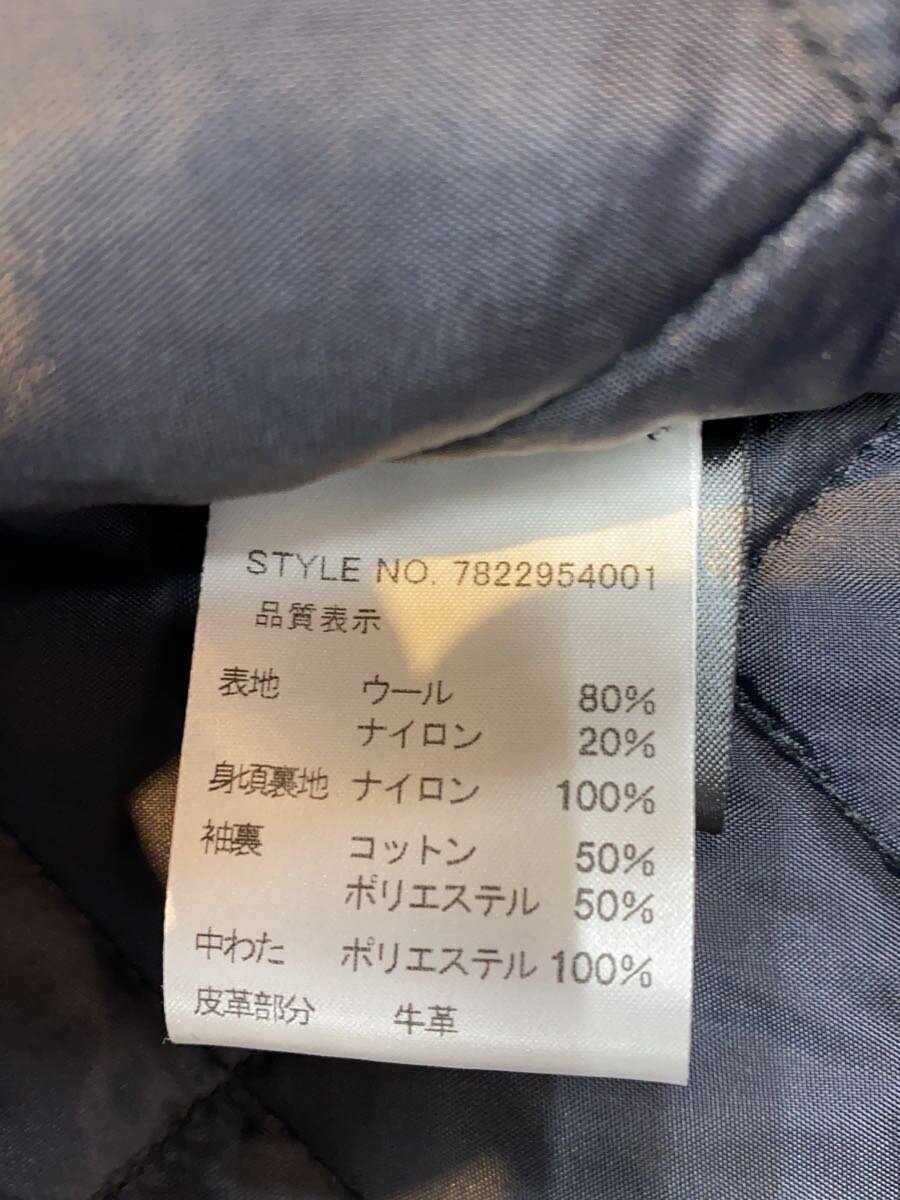 STYLE NO. 7822954001
品質表示
表地 ウール 80%
ナイロン 20%
身頃裏地 ナイロン 100%
袖裏 コットン 50%
ポリエステル 50%
中わた ポリエステル 100%
皮革部分 牛革